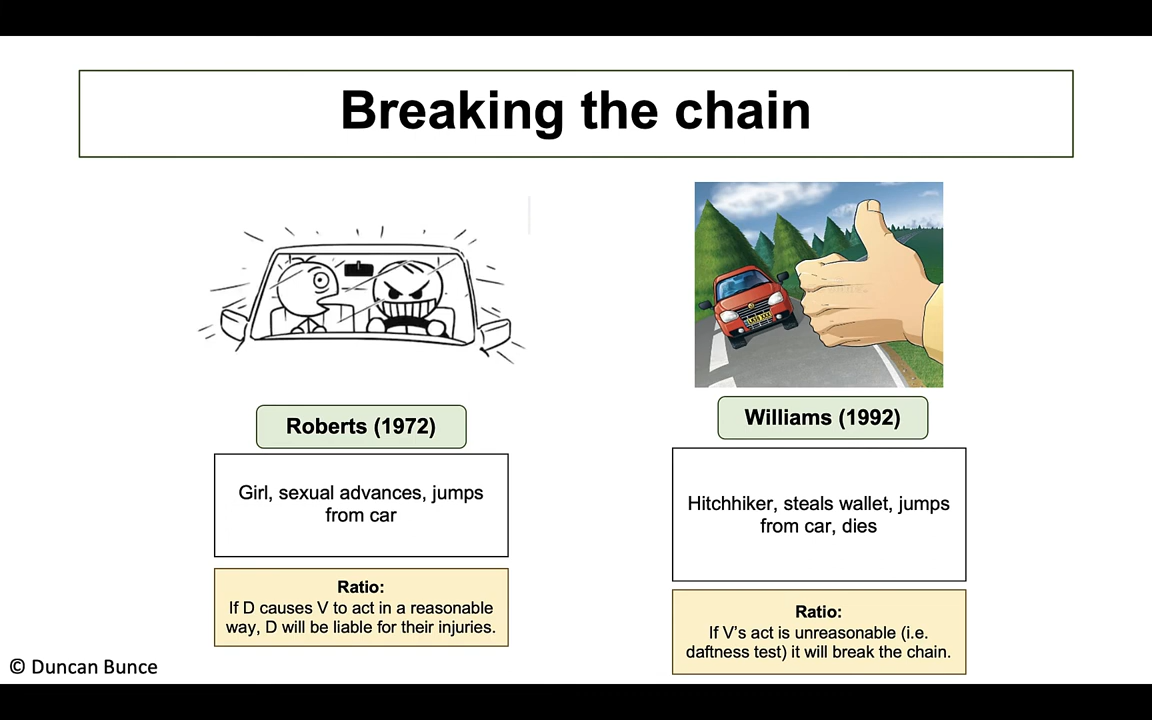 Breaking the chain
Roberts (1972)
Girl, sexual advances, jumps
from car
Ratio:
If D causes V to act in a reasonable
way, D will be liable for their injuries.
Williams (1992)
Hitchhiker, steals wallet, jumps
from car, dies
Ratio:
If V's act is unreasonable (i.e.
daftness test) it will break the chain.
© Duncan Bunce